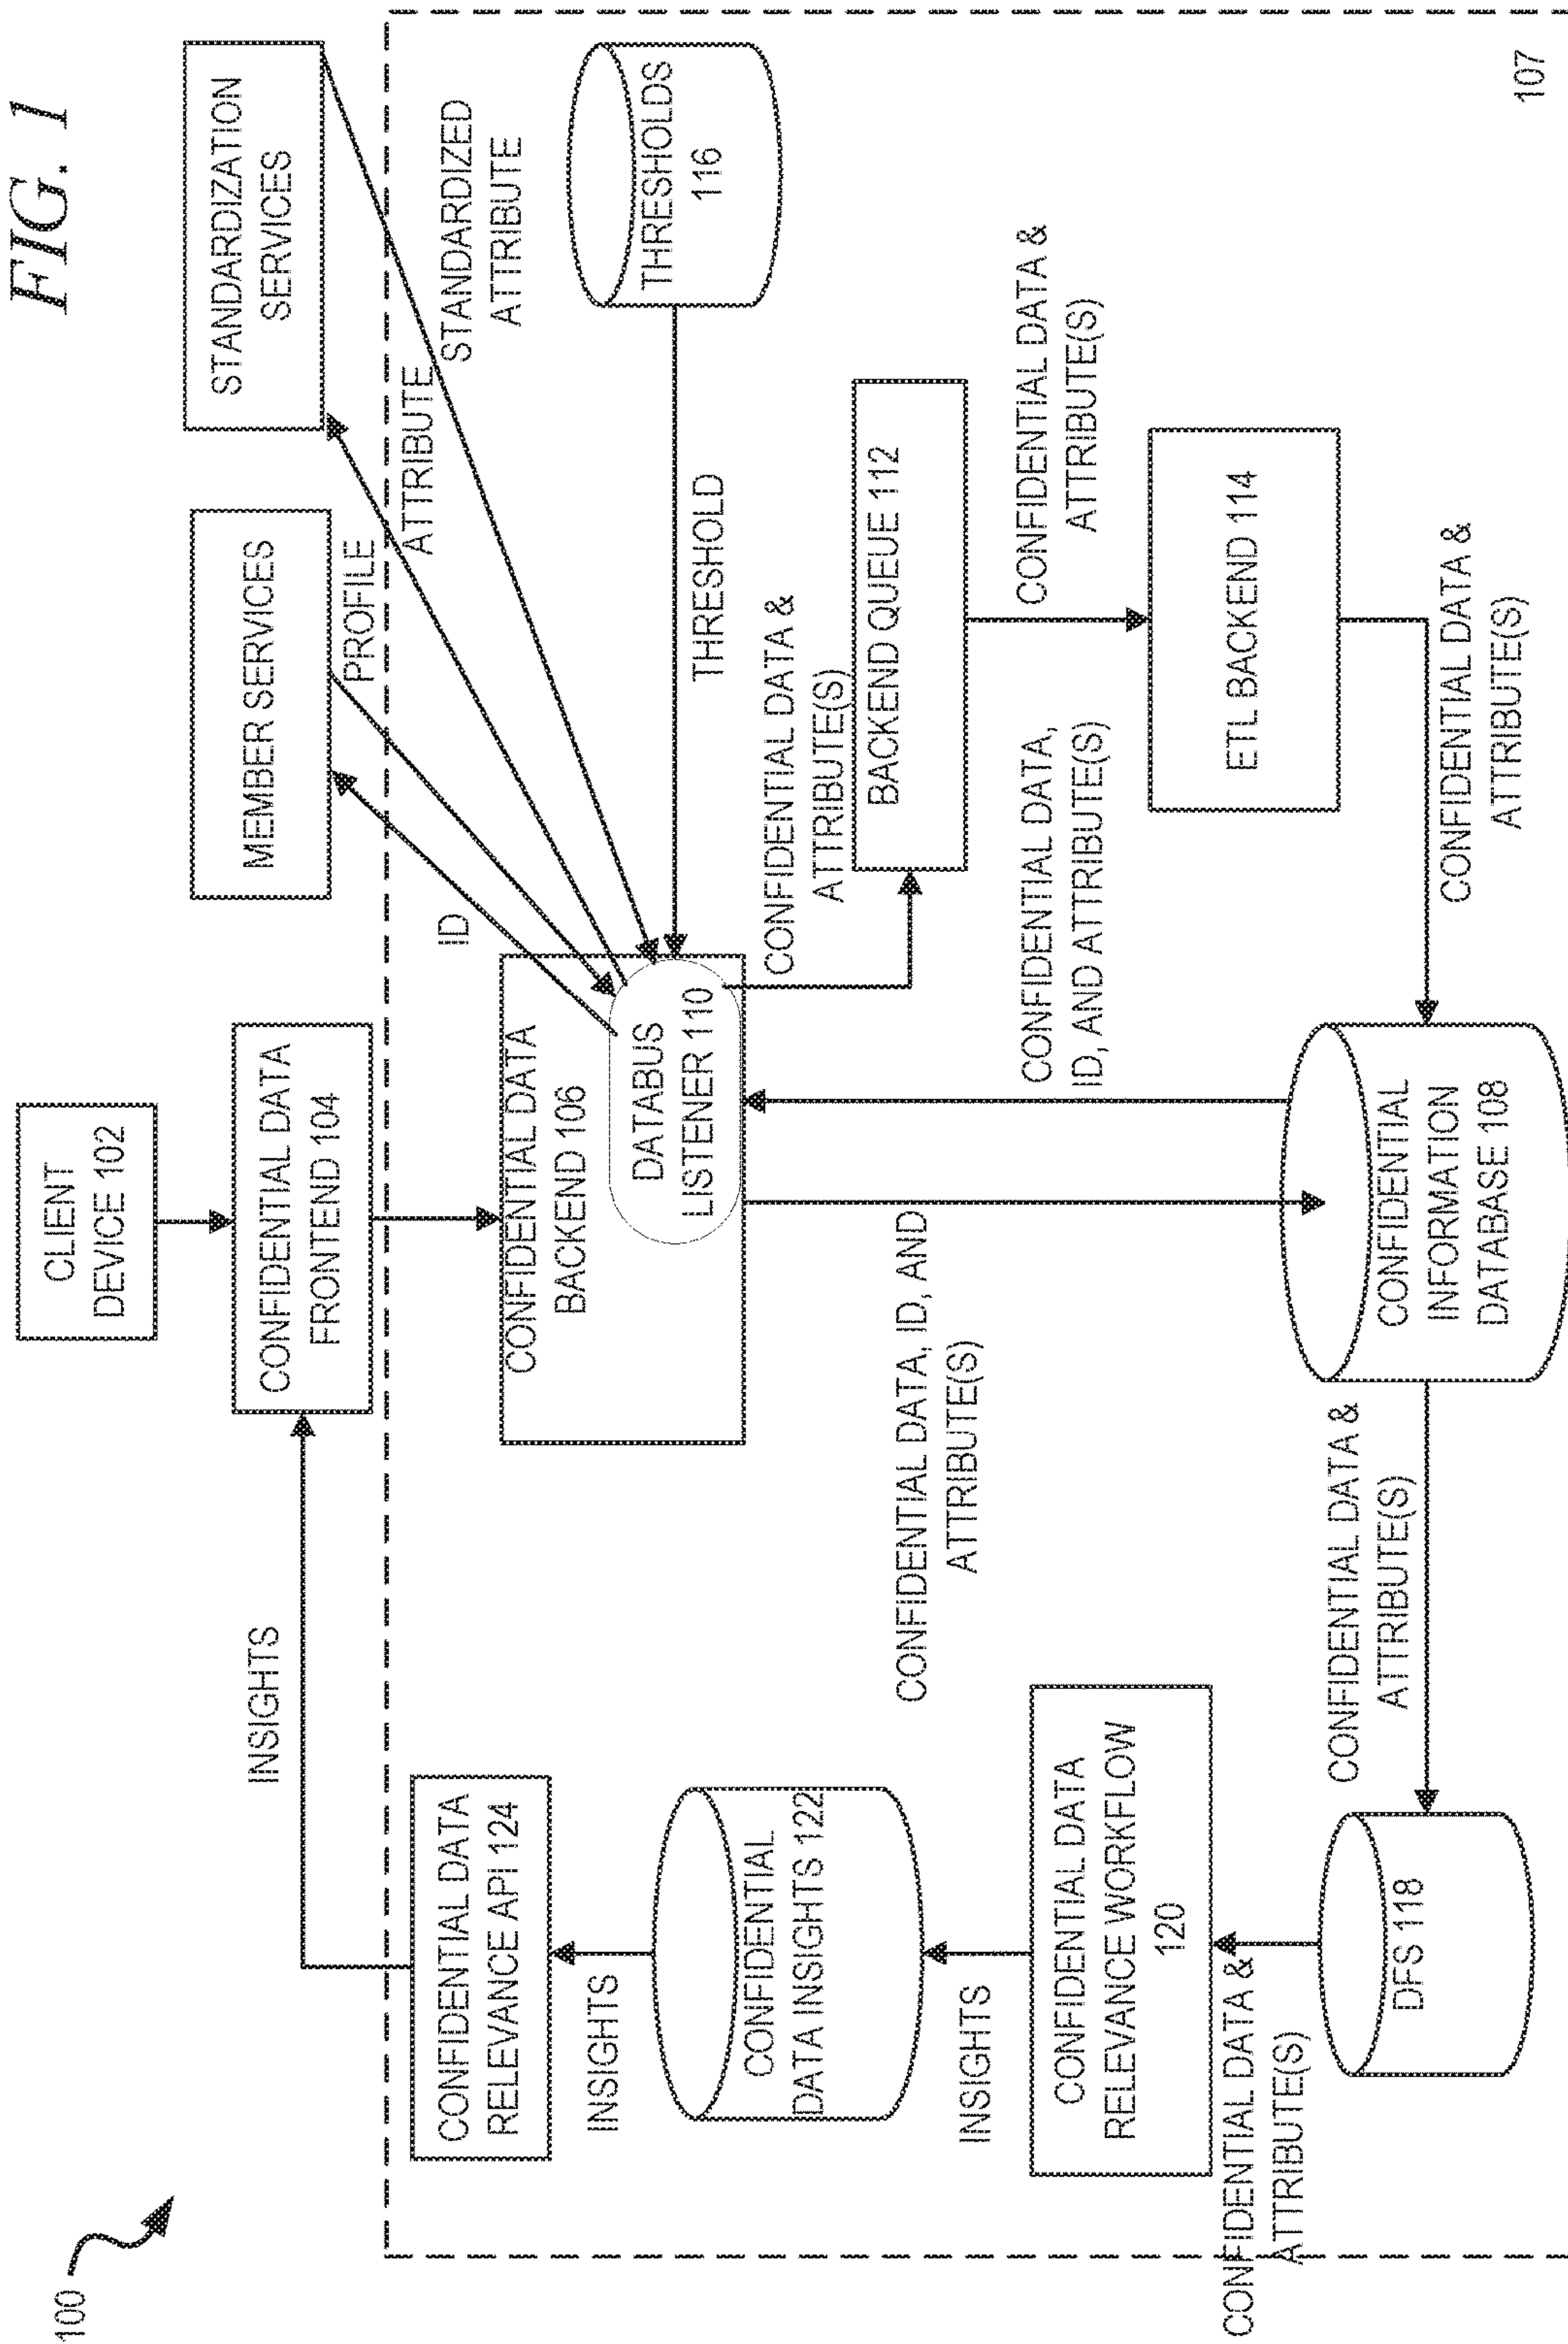 FIG. 1
100
CLIENT
DEVICE 102
INSIGHTS
CONFIDENTIAL DATA
FRONTEND 104
MEMBER SERVICES
STANDARDIZATION
SERVICES
PROFILE
ID
ATTRIBUTE
STANDARDIZED
ATTRIBUTE
CONFIDENTIAL DATA
RELEVANCE API 124
CONFIDENTIAL DATA
BACKEND 106
DATABUS
LISTENER 110
THRESHOLD
THRESHOLDS
116
INSIGHTS
CONFIDENTIAL
DATA INSIGHTS 122
CONFIDENTIAL DATA &
ATTRIBUTE(S)
BACKEND QUEUE 112
CONFIDENTIAL DATA, ID, AND
ATTRIBUTE(S)
CONFIDENTIAL DATA,
ID, AND ATTRIBUTE(S)
CONFIDENTIAL DATA &
ATTRIBUTE(S)
INSIGHTS
CONFIDENTIAL DATA
RELEVANCE WORKFLOW
120
ETL BACKEND 114
CONFIDENTIAL DATA &
ATTRIBUTE(S)
DFS 118
CONFIDENTIAL DATA &
ATTRIBUTE(S)
CONFIDENTIAL
INFORMATION
DATABASE 108
CONFIDENTIAL DATA &
ATTRIBUTE(S)
107